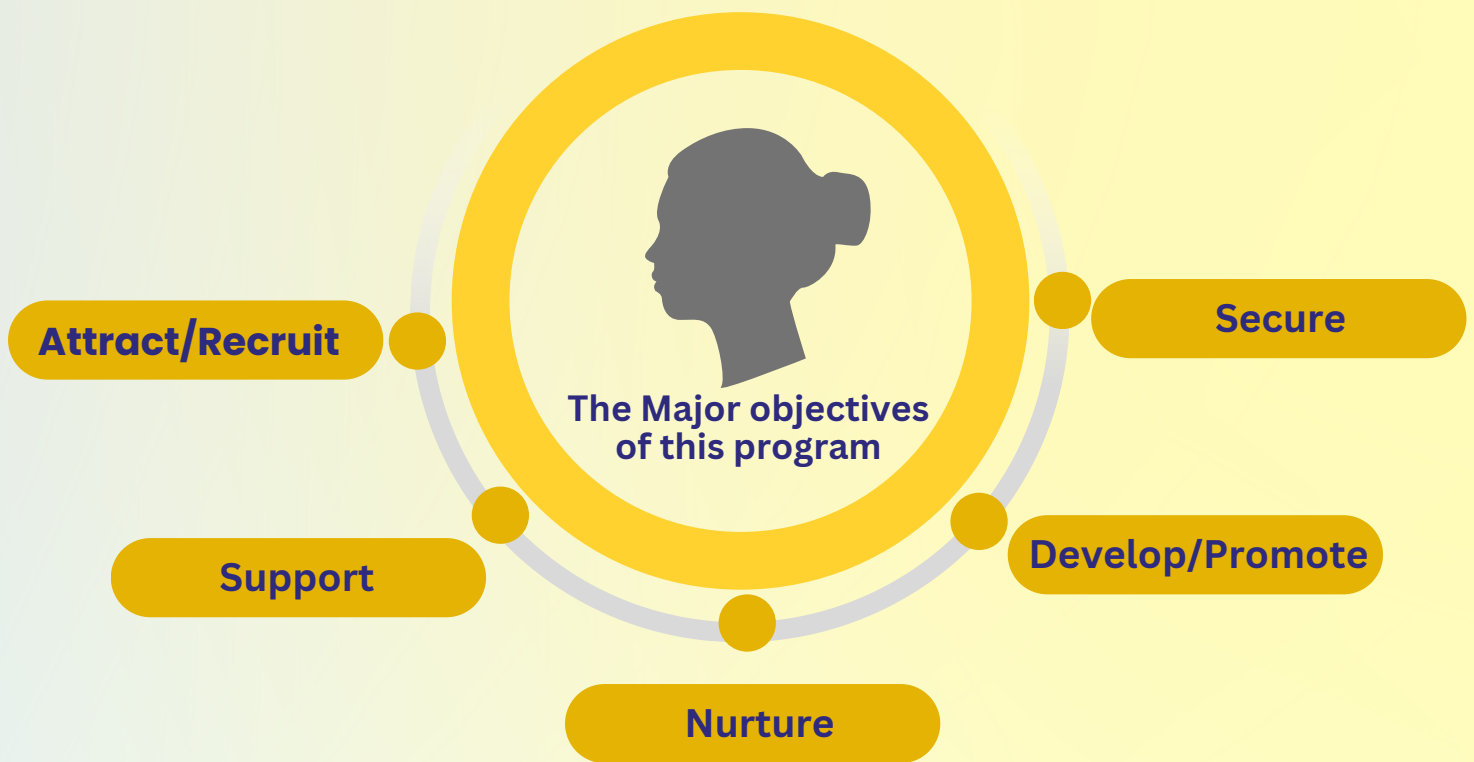 The Major objectives
of this program
Attract/Recruit
Support
Nurture
Develop/Promote
Secure